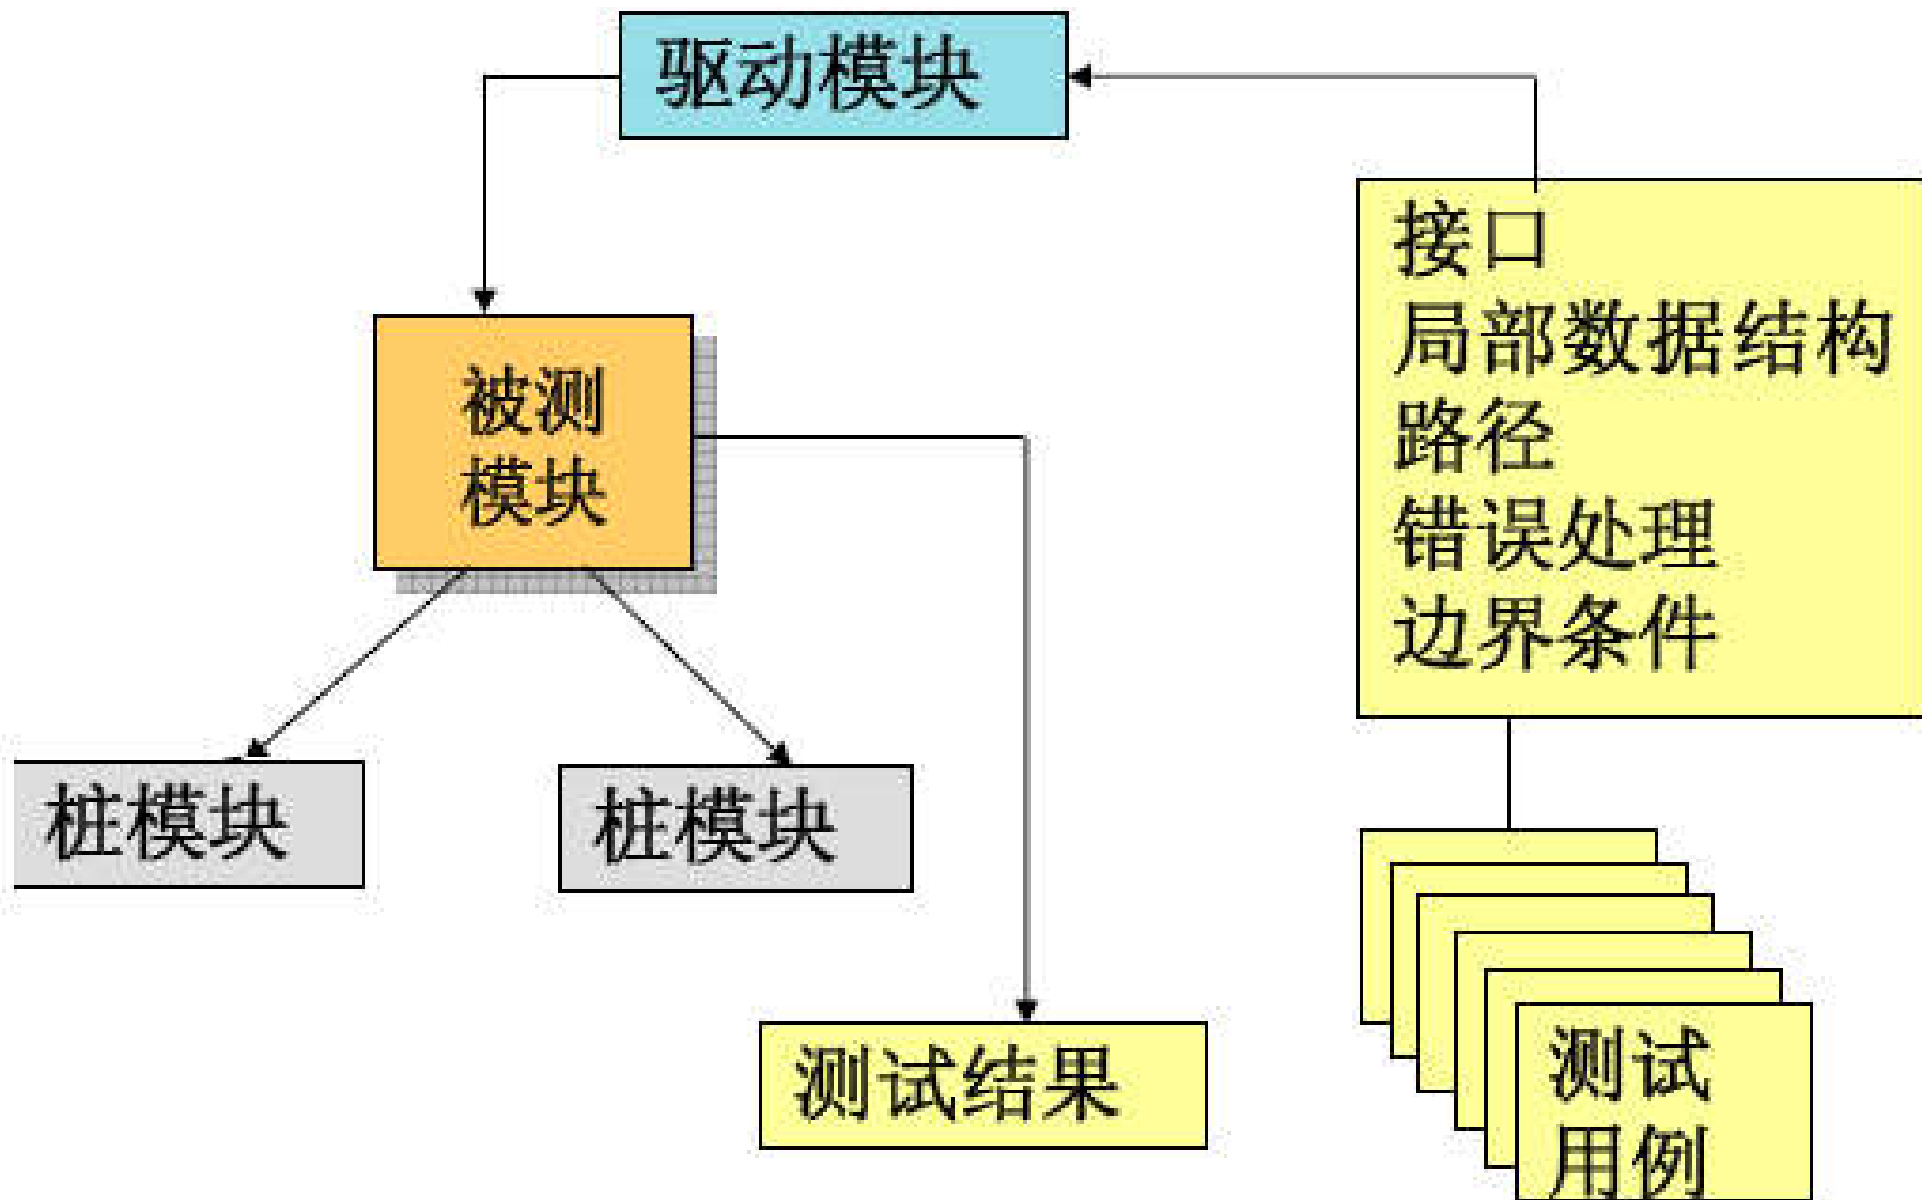 驱动模块
接口
局部数据结构
路径
错误处理
边界条件
被测
模块
桩模块
桩模块
测试结果
测试
用例